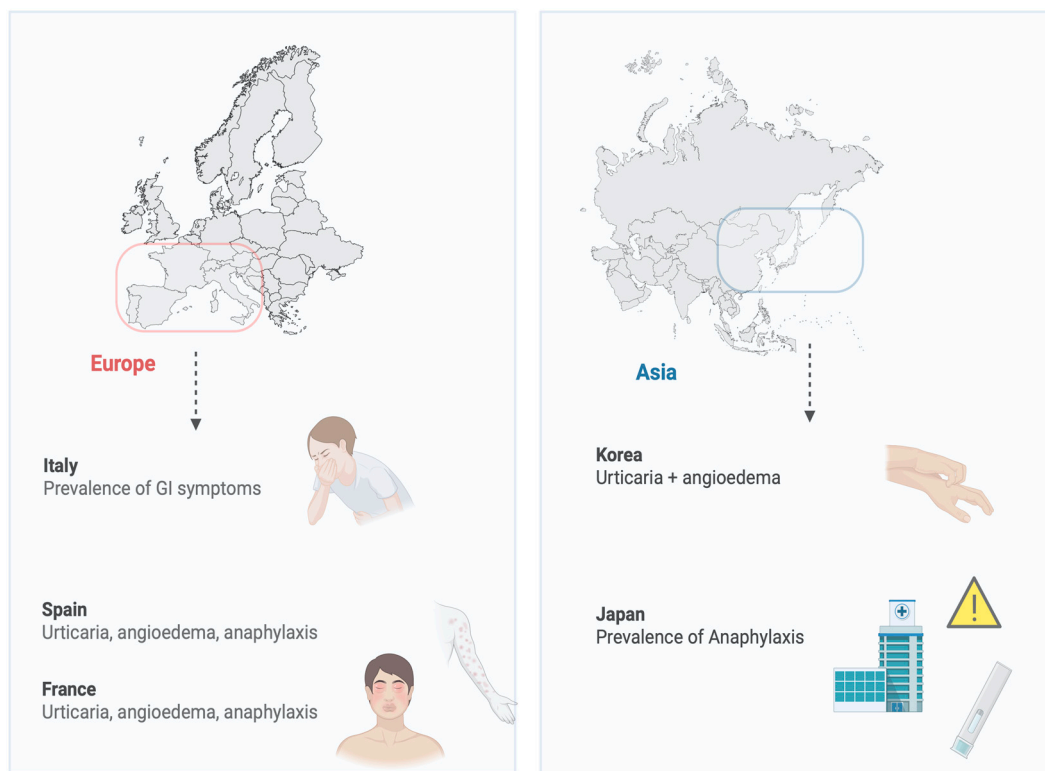 Europe
Italy
Prevalence of GI symptoms
Spain
Urticaria, angioedema, anaphylaxis
France
Urticaria, angioedema, anaphylaxis
Asia
Korea
Urticaria + angioedema
Japan
Prevalence of Anaphylaxis